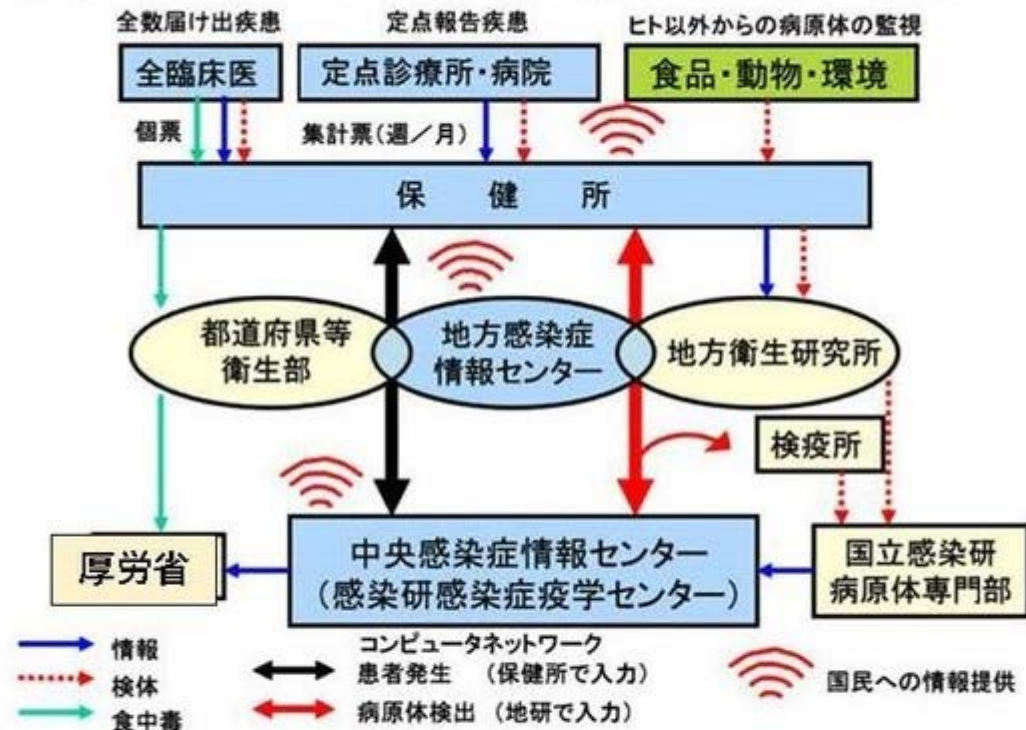 全数届け出疾患
定点報告疾患
ヒト以外からの病原体の監視
全臨床医
定点診療所・病院
食品・動物・環境
個票
集計票(週／月)
保健所
都道府県等
衛生部
地方感染症
情報センター
地方衛生研究所
検疫所
厚労省
中央感染症情報センター
(感染研感染症疫学センター)
国立感染研
病原体専門部
情報
検体
食中毒
コンピュータネットワーク
患者発生 (保健所で入力)
病原体検出 (地研で入力)
国民への情報提供